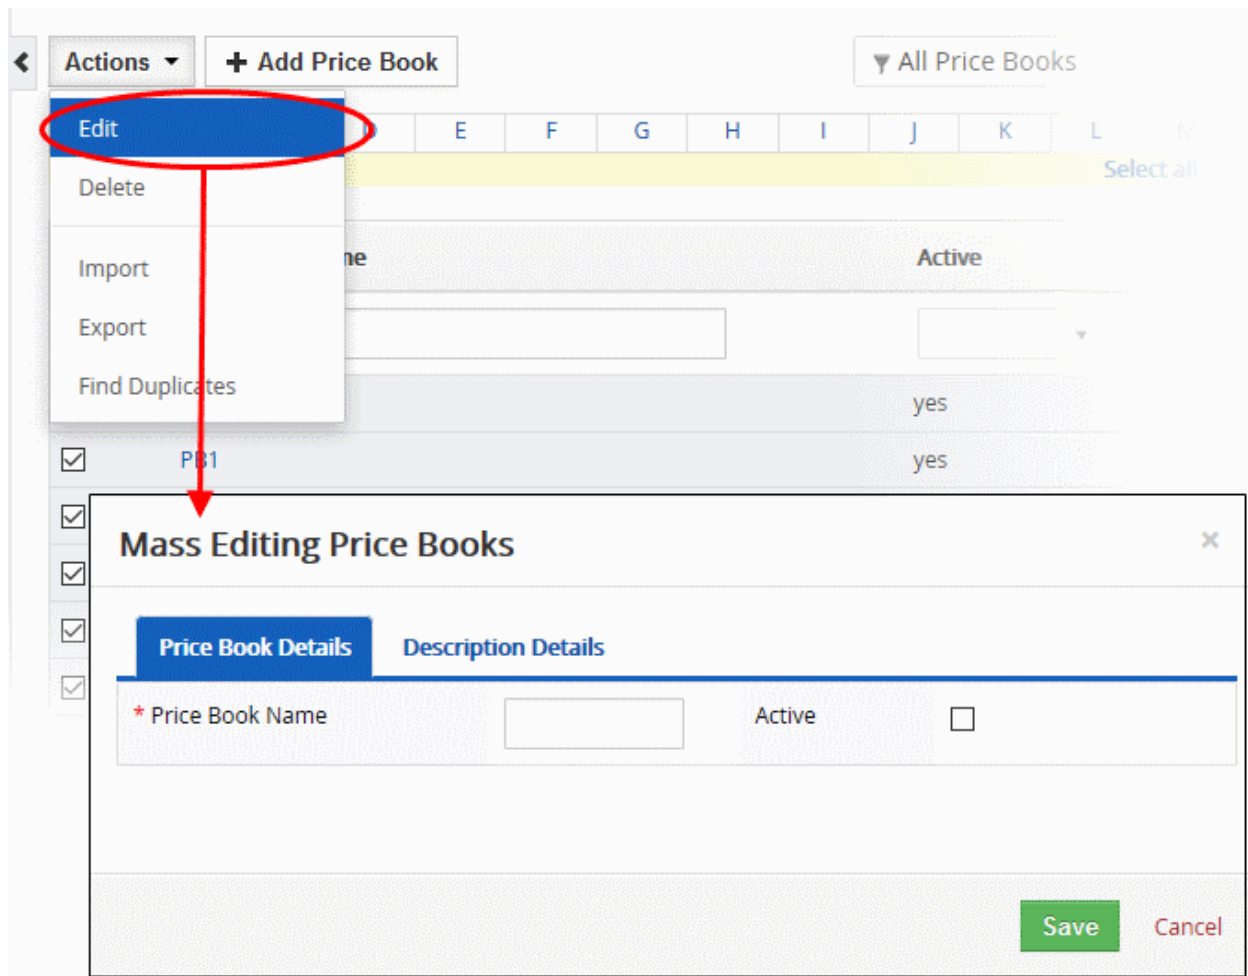 Actions + Add Price Book All Price Books
Edit D E F G H I J K L M
Delete Select all
Import ne Active
Export
Find Duplicates
yes
PB1 yes
Mass Editing Price Books ×
Price Book Details Description Details
* Price Book Name Active
Save Cancel